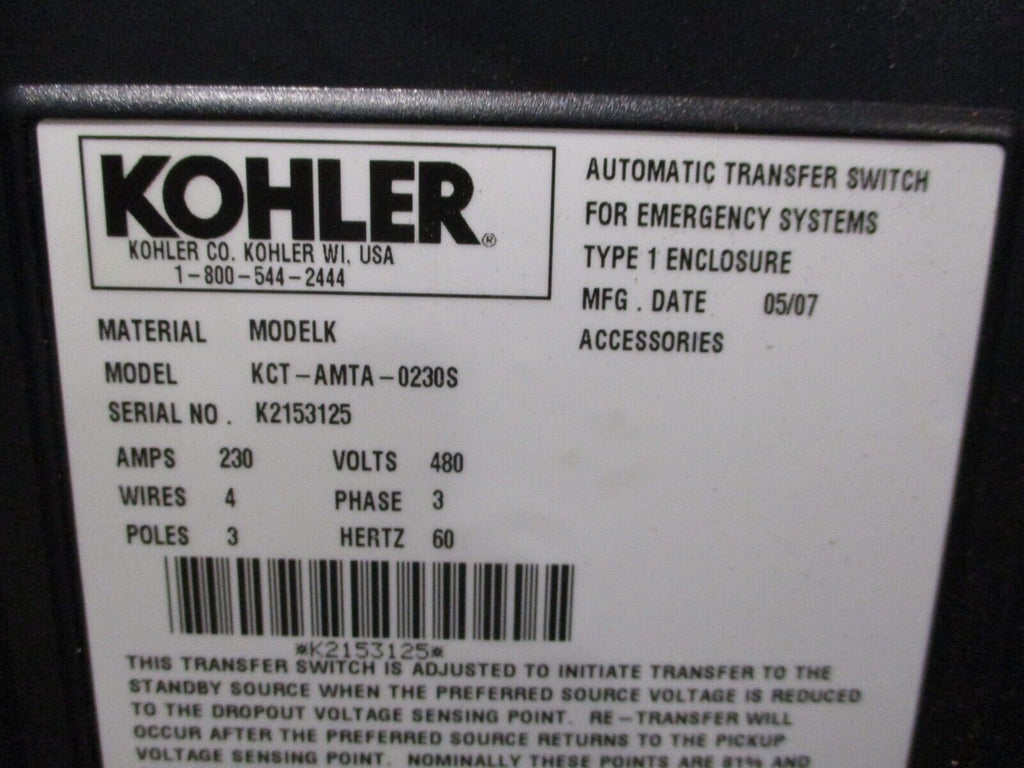 KOHLER®
KOHLER CO. KOHLER WI, USA
1-800-544-2444
AUTOMATIC TRANSFER SWITCH
FOR EMERGENCY SYSTEMS
TYPE 1 ENCLOSURE
MFG. DATE 05/07
ACCESSORIES
MATERIAL MODELK
MODEL KCT-AMTA-0230S
SERIAL NO. K2153125
AMPS 230 VOLTS 480
WIRES 4 PHASE 3
POLES 3 HERTZ 60
*K2153125*
THIS TRANSFER SWITCH IS ADJUSTED TO INITIATE TRANSFER TO THE
STANDBY SOURCE WHEN THE PREFERRED SOURCE VOLTAGE IS REDUCED
TO THE DROPOUT VOLTAGE SENSING POINT. RE-TRANSFER WILL
OCCUR AFTER THE PREFERRED SOURCE RETURNS TO THE PICKUP
VOLTAGE SENSING POINT. NOMINALLY THESE POINTS ARE 81% AND